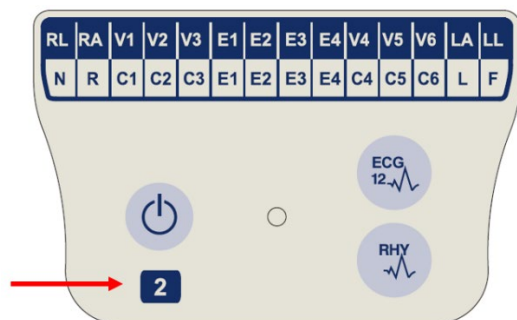 RL RA V1 V2 V3 E1 E2 E3 E4 V4 V5 V6 LA LL
N R C1 C2 C3 E1 E2 E3 E4 C4 C5 C6 L F
ECG
12
RHY
2